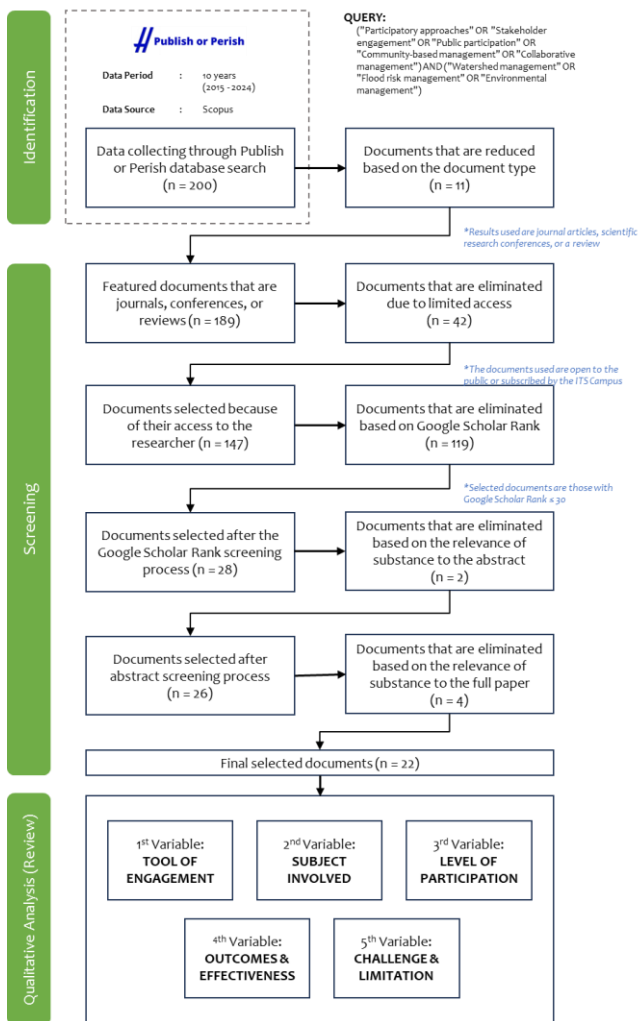 Identification
Publish or Perish
Data Period : 10 years
(2015 - 2024)
Data Source : Scopus
QUERY:
("Participatory approaches" OR "Stakeholder
engagement" OR "Public participation" OR
"Community-based management" OR "Collaborative
management") AND ("Watershed management" OR
"Flood risk management" OR "Environmental
management")
Data collecting through Publish
or Perish database search
(n = 200)
Documents that are reduced
based on the document type
(n = 11)
*Results used are journal articles, scientific
research conferences, or a review
Screening
Featured documents that are
journals, conferences, or
reviews (n = 189)
Documents that are eliminated
due to limited access
(n = 42)
*The documents used are open to the
public or subscribed by the ITS Campus
Documents selected because
of their access to the
researcher (n = 147)
Documents that are eliminated
based on Google Scholar Rank
(n = 119)
*Selected documents are those with
Google Scholar Rank ≤ 30
Documents selected after the
Google Scholar Rank screening
process (n = 28)
Documents that are eliminated
based on the relevance of
substance to the abstract
(n = 2)
Documents selected after
abstract screening process
(n = 26)
Documents that are eliminated
based on the relevance of
substance to the full paper
(n = 4)
Final selected documents (n = 22)
Qualitative Analysis (Review)
1st Variable:
TOOL OF
ENGAGEMENT
2nd Variable:
SUBJECT
INVOLVED
3rd Variable:
LEVEL OF
PARTICIPATION
4th Variable:
OUTCOMES &
EFFECTIVENESS
5th Variable:
CHALLENGE &
LIMITATION